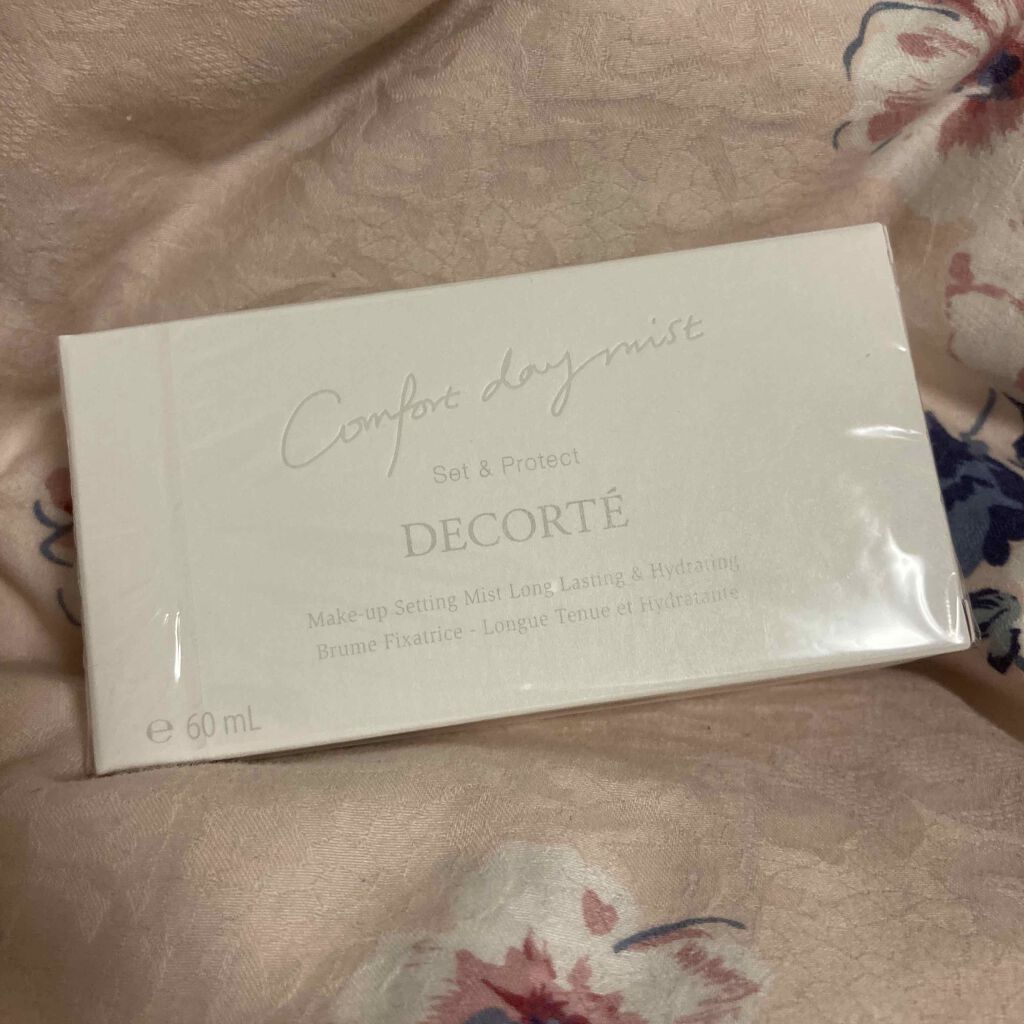 Comfort day mist
Set & Protect
DECORTÉ
Make-up Setting Mist Long Lasting & Hydrating
Brume Fixatrice - Longue Tenue et Hydratante
℮ 60 mL